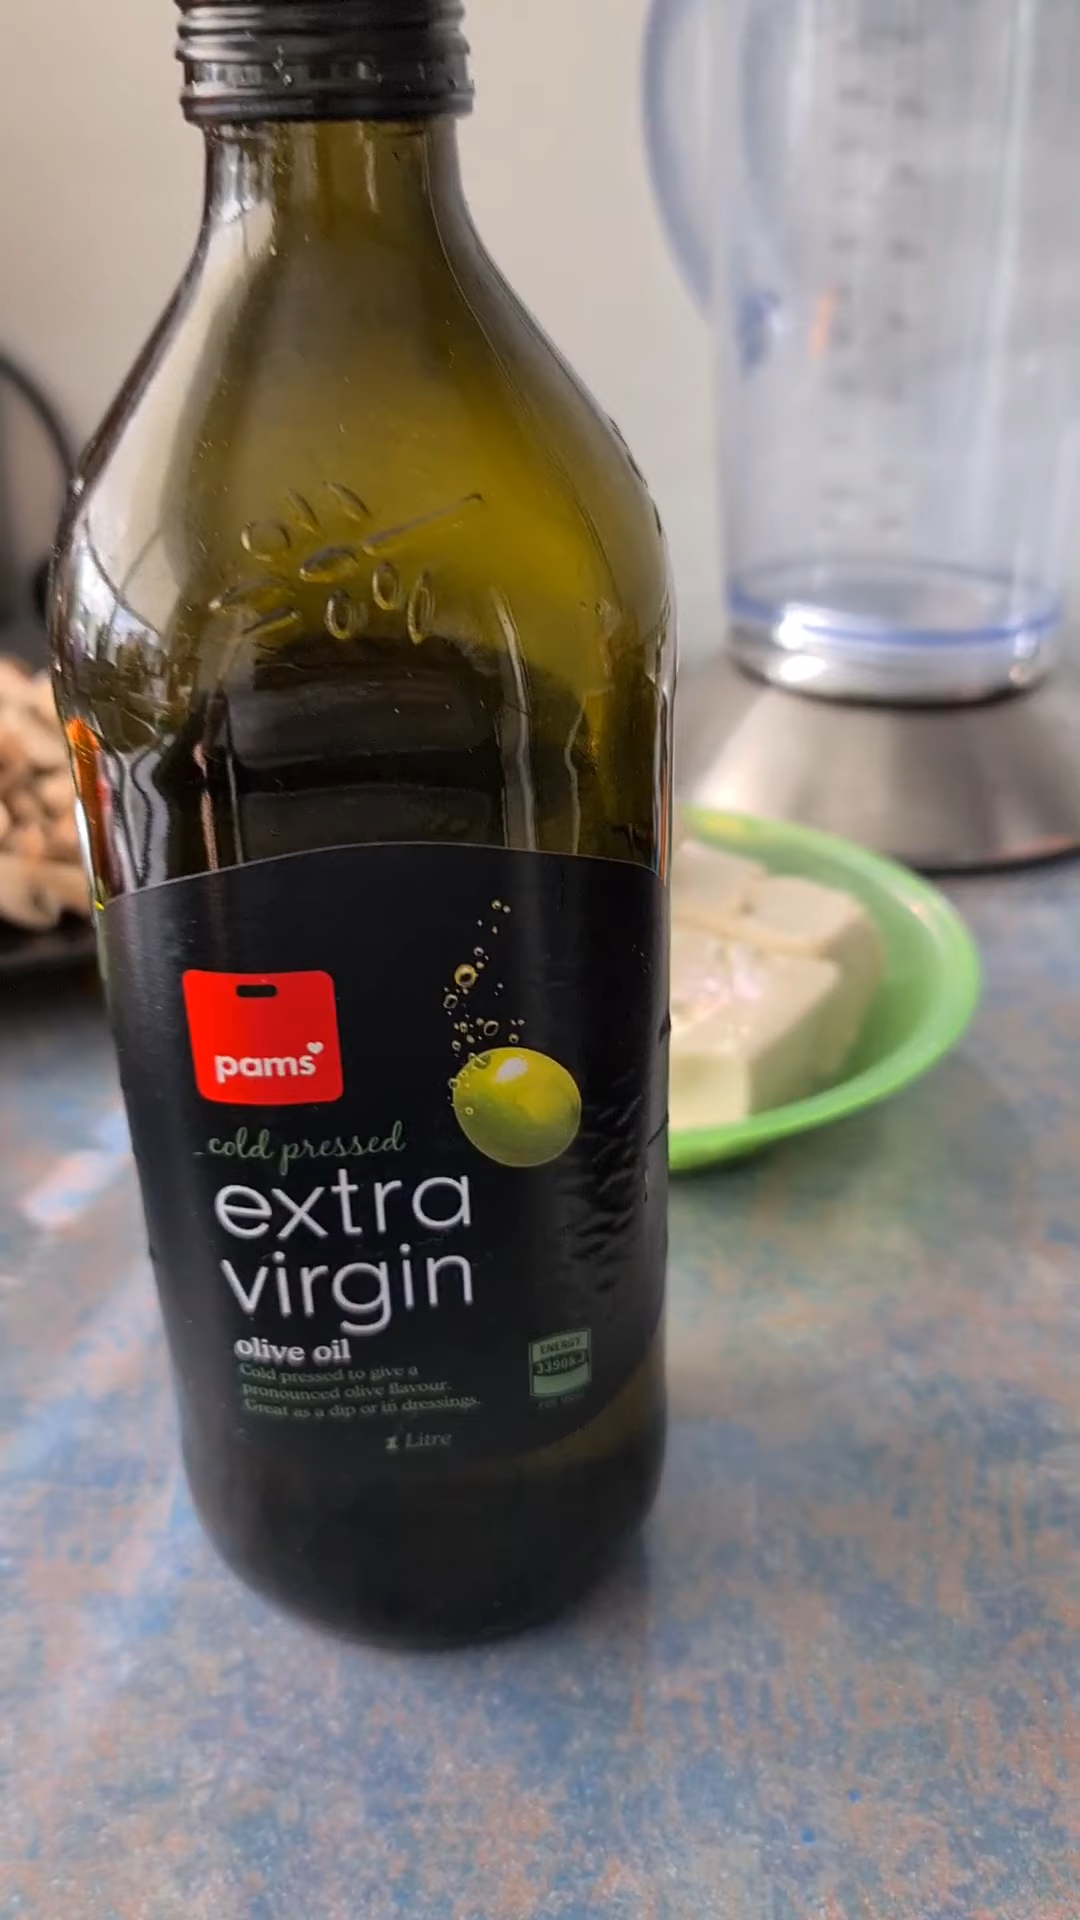 pams
cold pressed
extra
virgin
olive oil
Cold pressed to give a
pronounced olive flavour.
Great as a dip or in dressings.
ENERGY
3390kJ
1 Litre